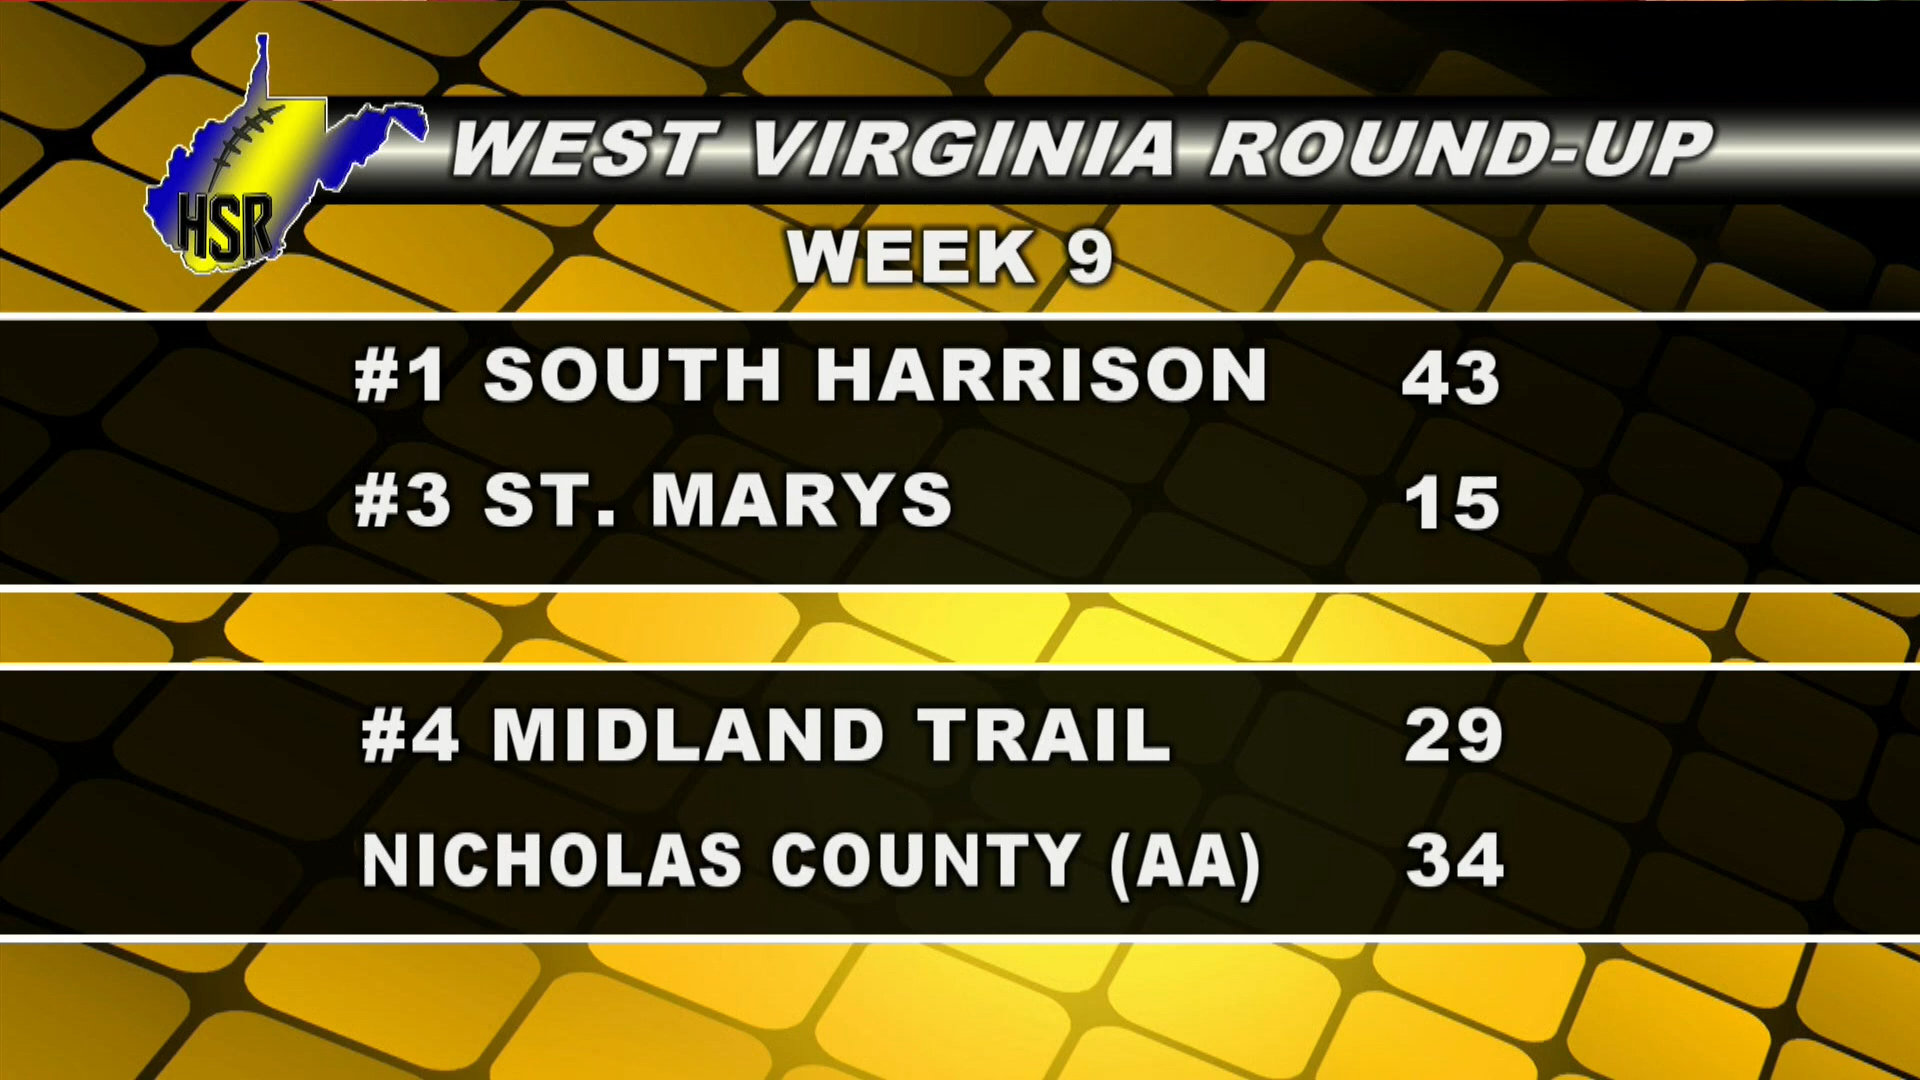 HSR
WEST VIRGINIA ROUND-UP
WEEK 9
#1 SOUTH HARRISON 43
#3 ST. MARYS 15
#4 MIDLAND TRAIL 29
NICHOLAS COUNTY (AA) 34